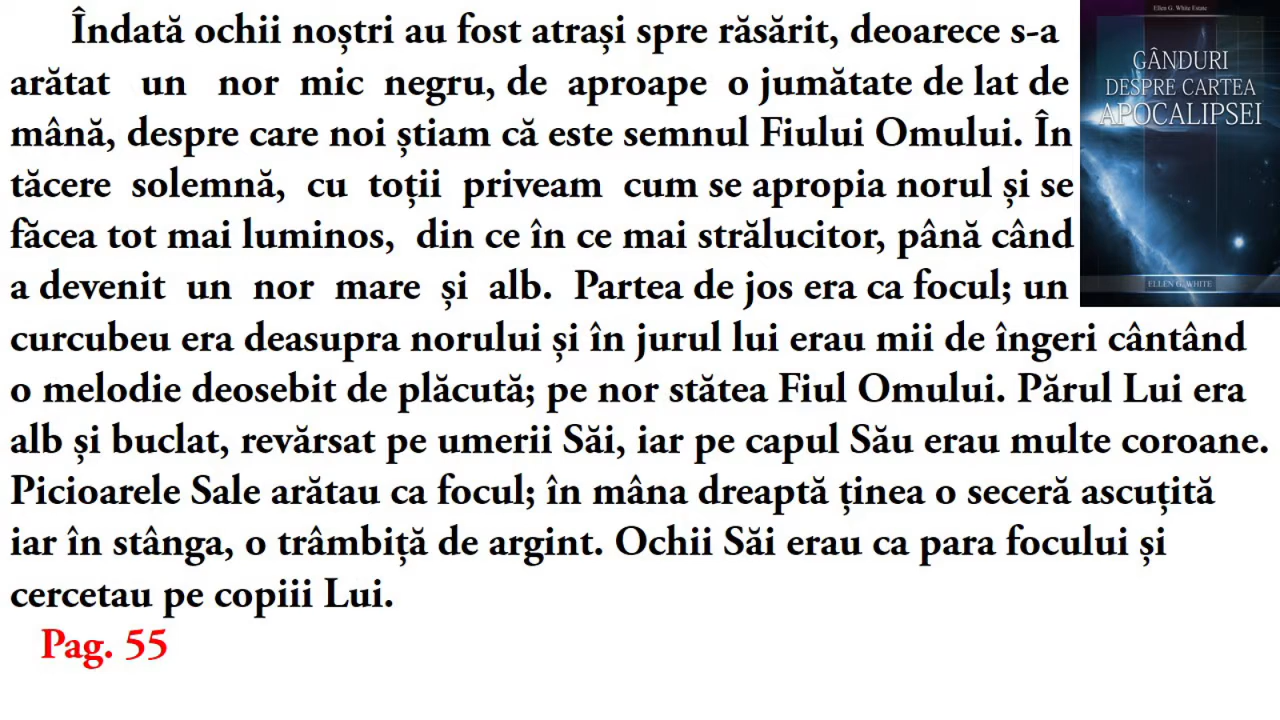 Îndată ochii noștri au fost atrași spre răsărit, deoarece s-a
arătat un nor mic negru, de aproape o jumătate de lat de
mână, despre care noi știam că este semnul Fiului Omului. În
tăcere solemnă, cu toții priveam cum se apropia norul și se
făcea tot mai luminos, din ce în ce mai strălucitor, până când
a devenit un nor mare și alb. Partea de jos era ca focul; un
curcubeu era deasupra norului și în jurul lui erau mii de îngeri cântând
o melodie deosebit de plăcută; pe nor stătea Fiul Omului. Părul Lui era
alb și buclat, revărsat pe umerii Săi, iar pe capul Său erau multe coroane.
Picioarele Sale arătau ca focul; în mâna dreaptă ținea o seceră ascuțită
iar în stânga, o trâmbiță de argint. Ochii Săi erau ca para focului și
cercetau pe copiii Lui.
Pag. 55
Ellen G. White Estate
GÂNDURI
DESPRE CARTEA
APOCALIPSEI
ELLEN G. WHITE